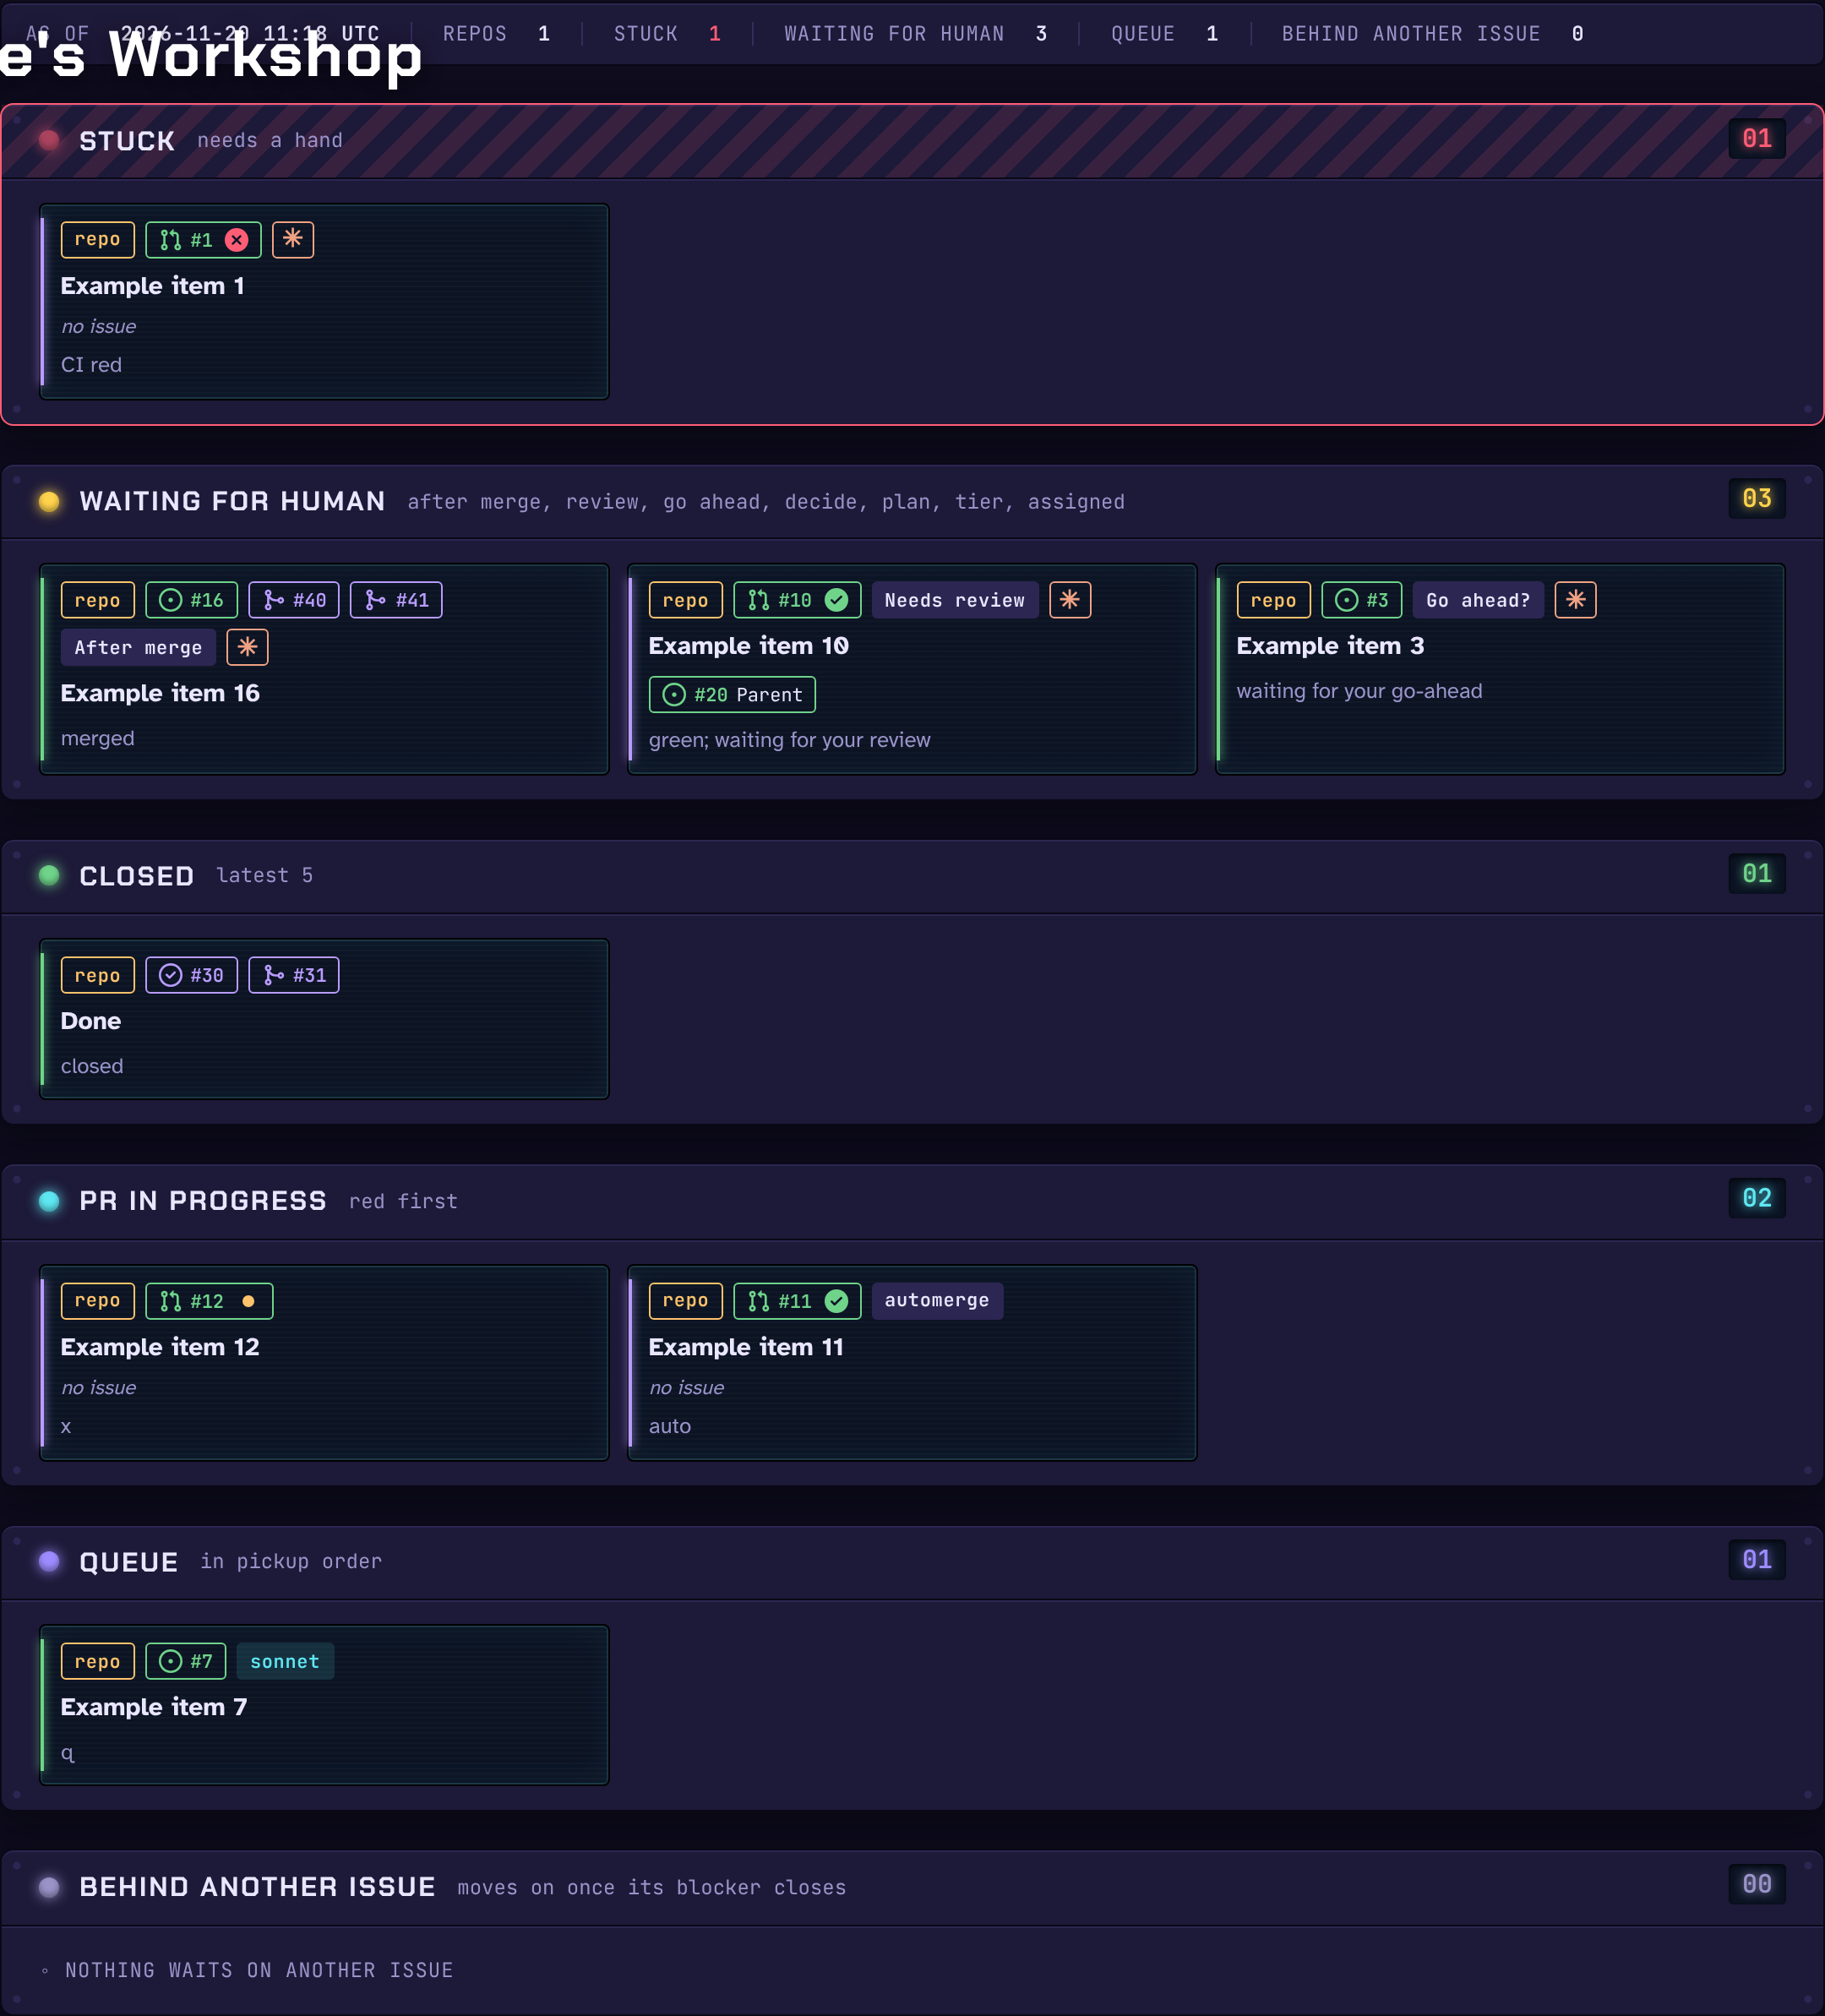 AS OF 2026-11-20 11:18 UTC REPOS 1 STUCK 1 WAITING FOR HUMAN 3 QUEUE 1 BEHIND ANOTHER ISSUE 0
e's Workshop
STUCK needs a hand 01
repo #1
Example item 1
no issue
CI red
WAITING FOR HUMAN after merge, review, go ahead, decide, plan, tier, assigned 03
repo #16 #40 #41
After merge
Example item 16
merged
repo #10 Needs review
Example item 10
#20 Parent
green; waiting for your review
repo #3 Go ahead?
Example item 3
waiting for your go-ahead
CLOSED latest 5 01
repo #30 #31
Done
closed
PR IN PROGRESS red first 02
repo #12
Example item 12
no issue
x
repo #11 automerge
Example item 11
no issue
auto
QUEUE in pickup order 01
repo #7 sonnet
Example item 7
q
BEHIND ANOTHER ISSUE moves on once its blocker closes 00
NOTHING WAITS ON ANOTHER ISSUE